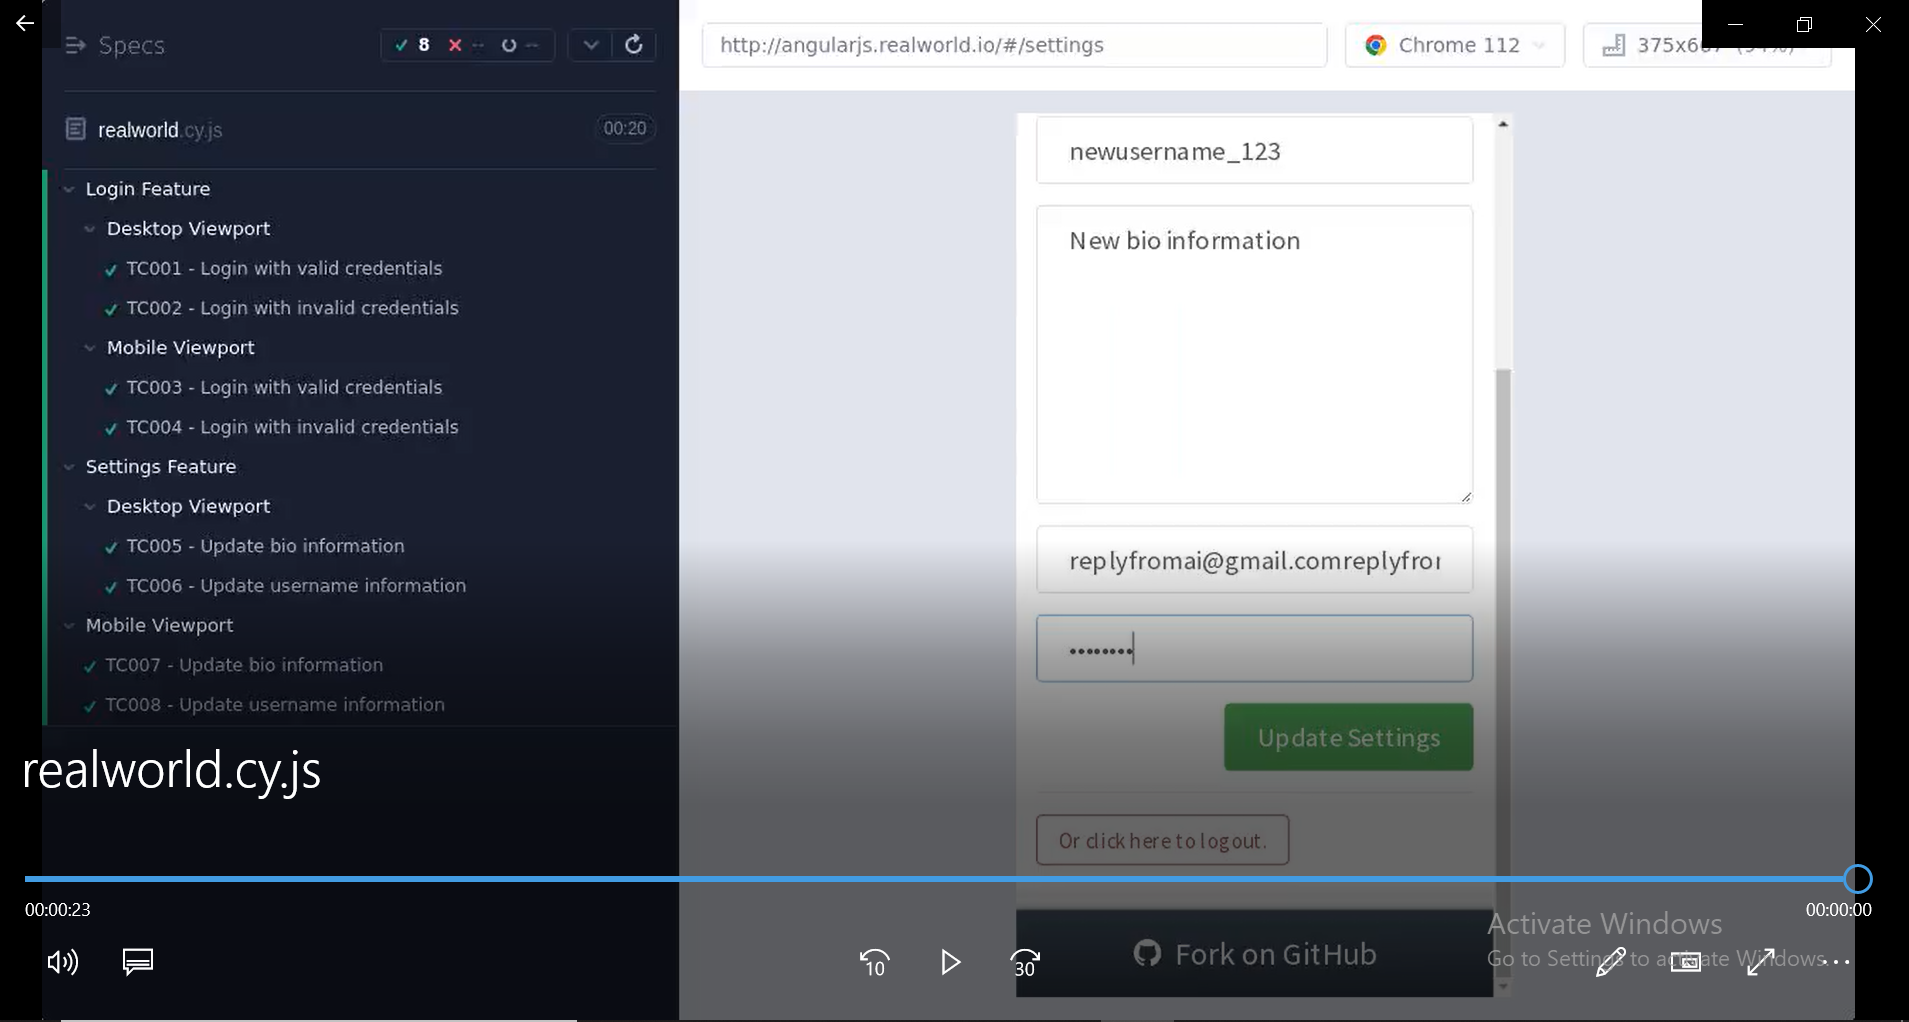 Specs
8 -- --
realworld.cy.js
00:20
Login Feature
Desktop Viewport
TC001 - Login with valid credentials
TC002 - Login with invalid credentials
Mobile Viewport
TC003 - Login with valid credentials
TC004 - Login with invalid credentials
Settings Feature
Desktop Viewport
TC005 - Update bio information
TC006 - Update username information
Mobile Viewport
TC007 - Update bio information
TC008 - Update username information
http://angularjs.realworld.io/#/settings
Chrome 112
newusername_123
New bio information
replyfromai@gmail.comreplyfror
Update Settings
Or click here to logout.
Fork on GitHub
realworld.cy.js
00:00:23
00:00:00
10
30
Activate Windows
Go to Settings to activate Windows.